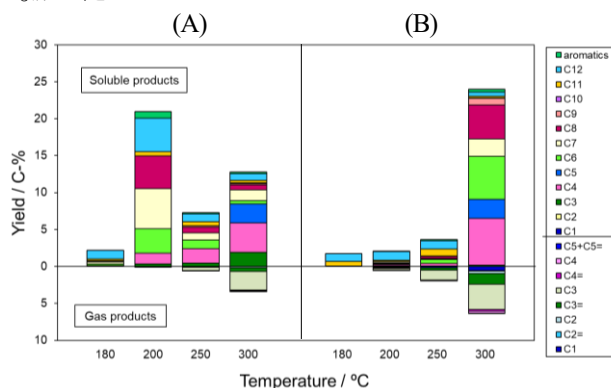 (A) (B)
30
25
20
15
10
5
0
5
10
Yield / C-%
Soluble products
Gas products
180 200 250 300 180 200 250 300
Temperature / ºC
aromatics
C12
C11
C10
C9
C8
C7
C6
C5
C4
C3
C2
C1
C5+C5=
C4
C4=
C3
C3=
C2
C2=
C1